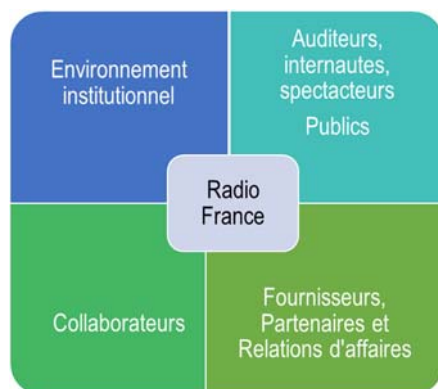 Environnement
institutionnel
Auditeurs,
internautes,
spectacteurs
Publics
Radio
France
Collaborateurs
Fournisseurs,
Partenaires et
Relations d'affaires